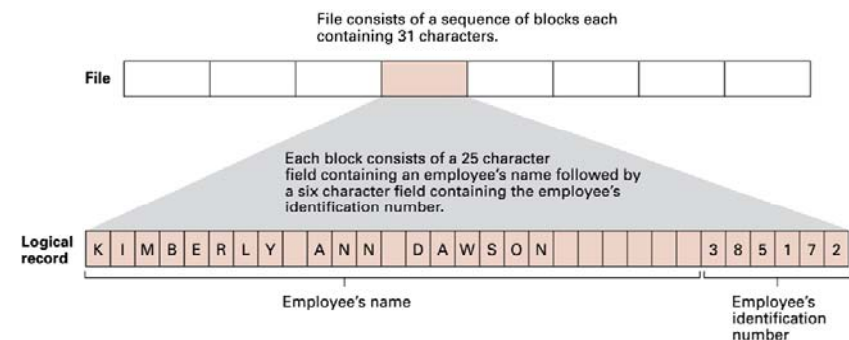 File consists of a sequence of blocks each
containing 31 characters.
File
Each block consists of a 25 character
field containing an employee's name followed by
a six character field containing the employee's
identification number.
Logical
record
K I M B E R L Y A N N D A W S O N 3 8 5 1 7 2
Employee's name
Employee's
identification
number